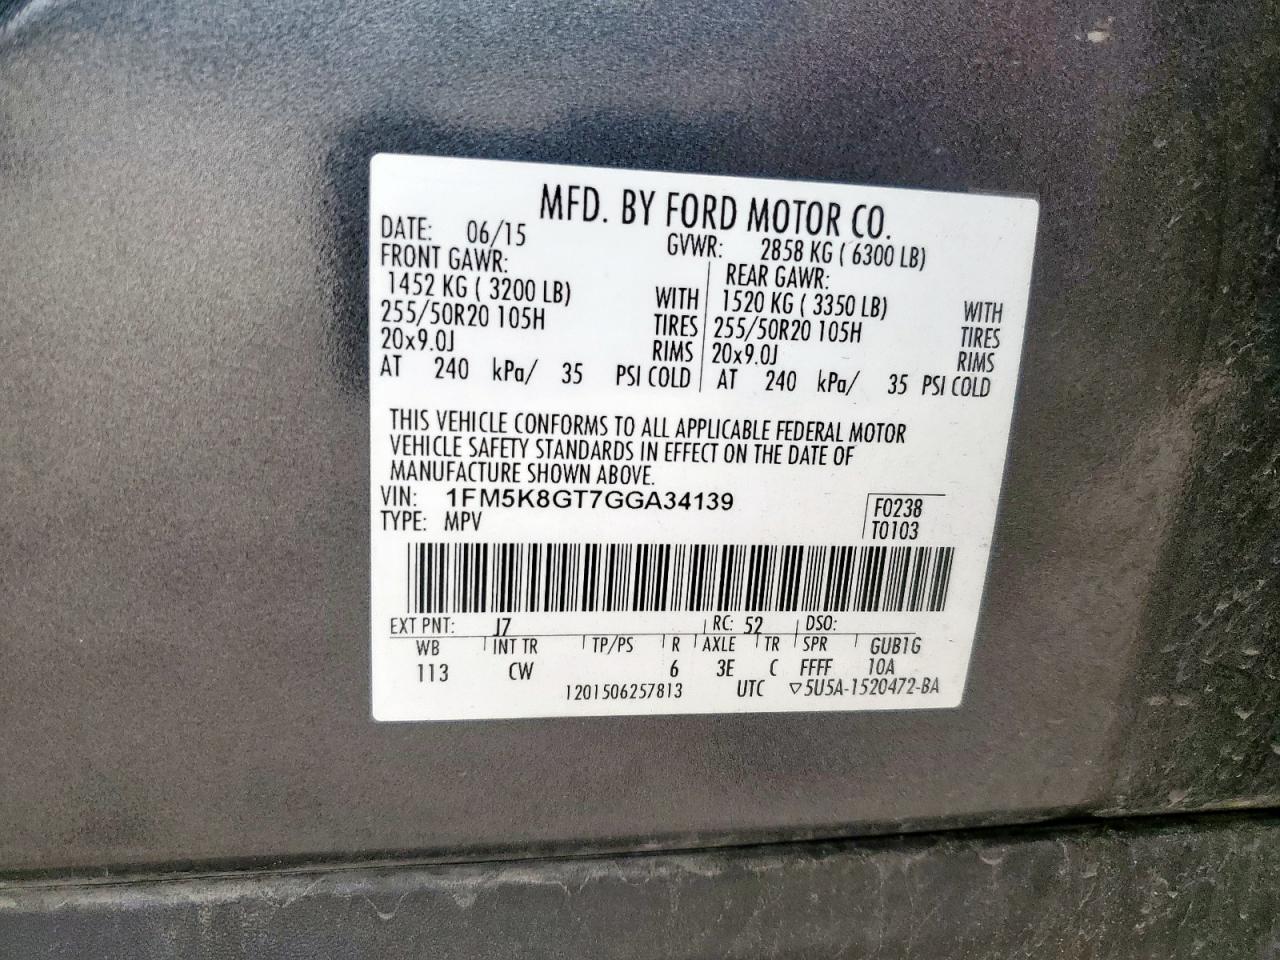 MFD. BY FORD MOTOR CO.
DATE: 06/15 GVWR: 2858 KG ( 6300 LB)
FRONT GAWR: REAR GAWR:
1452 KG ( 3200 LB) WITH 1520 KG ( 3350 LB) WITH
255/50R20 105H TIRES 255/50R20 105H TIRES
20x9.0J RIMS 20x9.0J RIMS
AT 240 kPa/ 35 PSI COLD AT 240 kPa/ 35 PSI COLD
THIS VEHICLE CONFORMS TO ALL APPLICABLE FEDERAL MOTOR
VEHICLE SAFETY STANDARDS IN EFFECT ON THE DATE OF
MANUFACTURE SHOWN ABOVE.
VIN: 1FM5K8GT7GGA34139 F0238
TYPE: MPV T0103
EXT PNT: J7 RC: 52 DSO:
WB INT TR TP/PS R AXLE TR SPR GUB1G
113 CW 6 3E C FFFF 10A
1201506257813 UTC ▽5U5A-1520472-BA